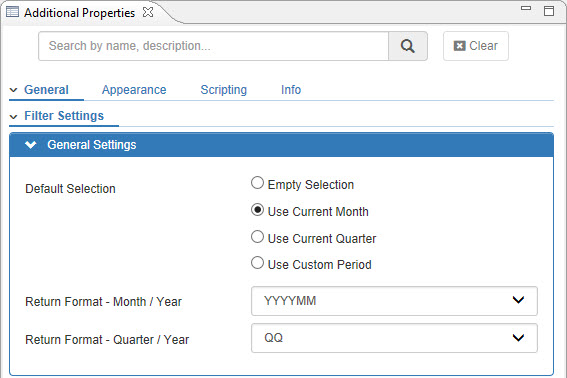 Additional Properties
Search by name, description...
Clear
General Appearance Scripting Info
Filter Settings
General Settings
Default Selection
Empty Selection
Use Current Month
Use Current Quarter
Use Custom Period
Return Format - Month / Year
YYYYMM
Return Format - Quarter / Year
QQ